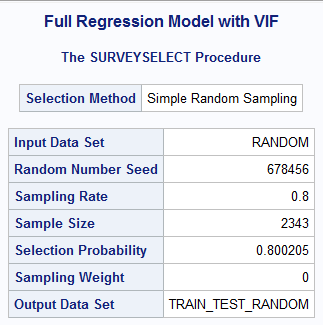 Full Regression Model with VIF
The SURVEYSELECT Procedure
Selection Method Simple Random Sampling
Input Data Set RANDOM
Random Number Seed 678456
Sampling Rate 0.8
Sample Size 2343
Selection Probability 0.800205
Sampling Weight 0
Output Data Set TRAIN_TEST_RANDOM